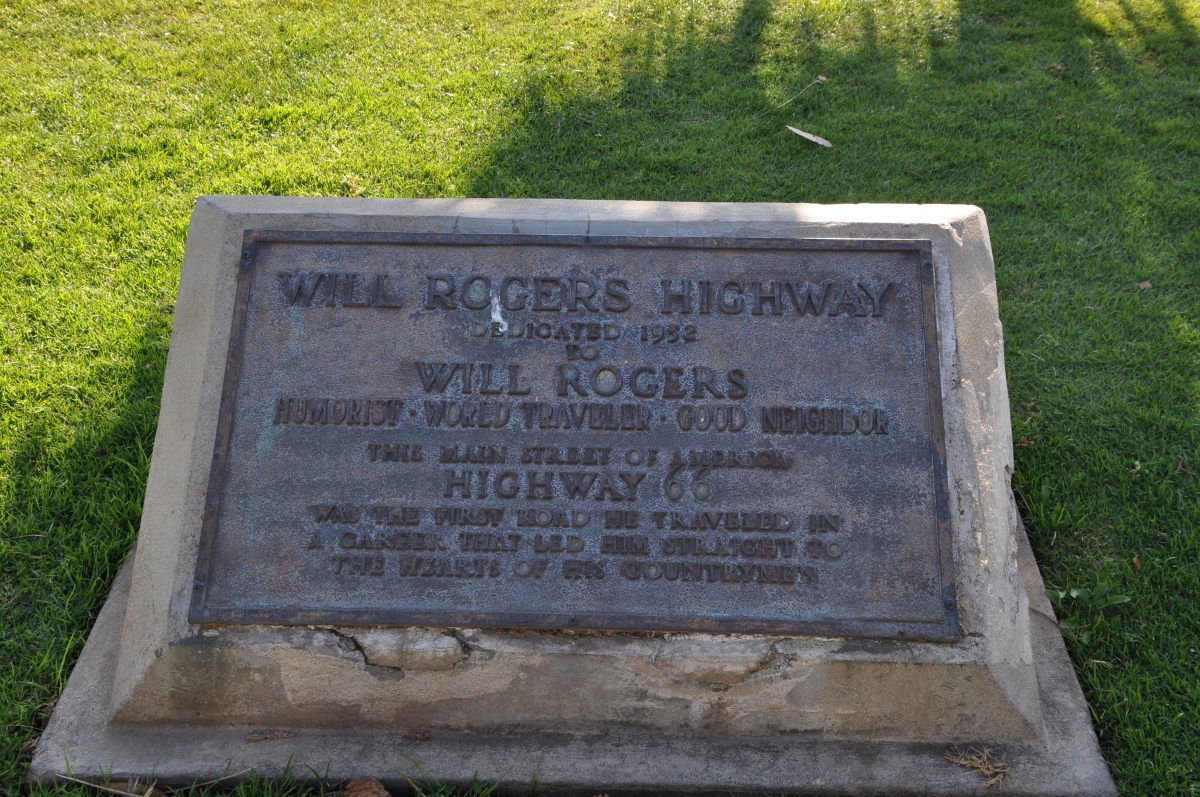 WILL ROGERS HIGHWAY
DEDICATED 1952
TO
WILL ROGERS
HUMORIST · WORLD TRAVELER · GOOD NEIGHBOR
THIS MAIN STREET OF AMERICA
HIGHWAY 66
WAS THE FIRST ROAD HE TRAVELED IN
A CAREER THAT LED HIM STRAIGHT TO
THE HEARTS OF HIS COUNTRYMEN